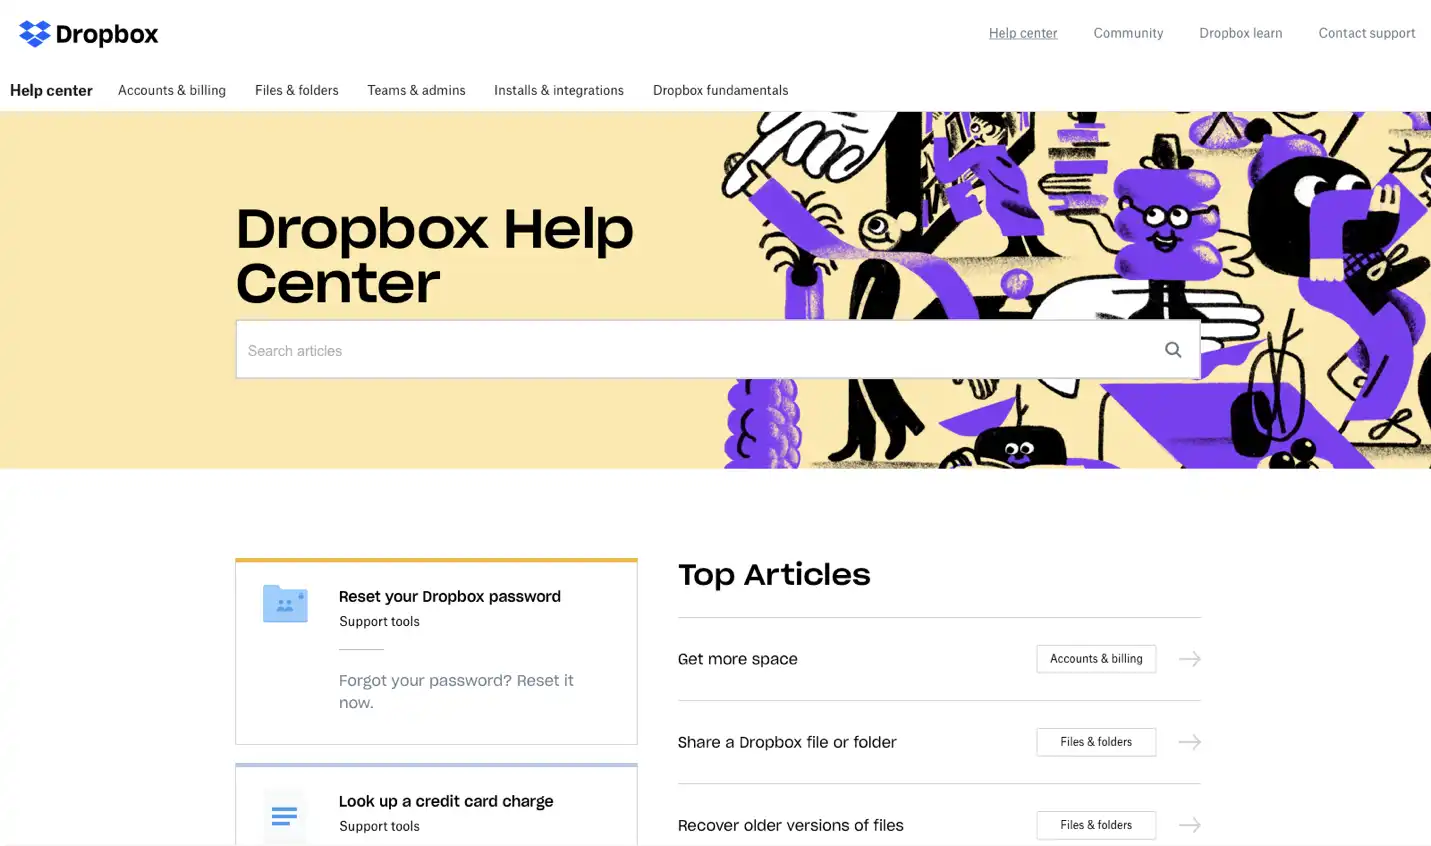 Dropbox
Help center
Community
Dropbox learn
Contact support
Help center
Accounts & billing
Files & folders
Teams & admins
Installs & integrations
Dropbox fundamentals
Dropbox Help
Center
Search articles
Reset your Dropbox password
Support tools
Forgot your password? Reset it
now.
Look up a credit card charge
Support tools
Top Articles
Get more space
Accounts & billing
Share a Dropbox file or folder
Files & folders
Recover older versions of files
Files & folders